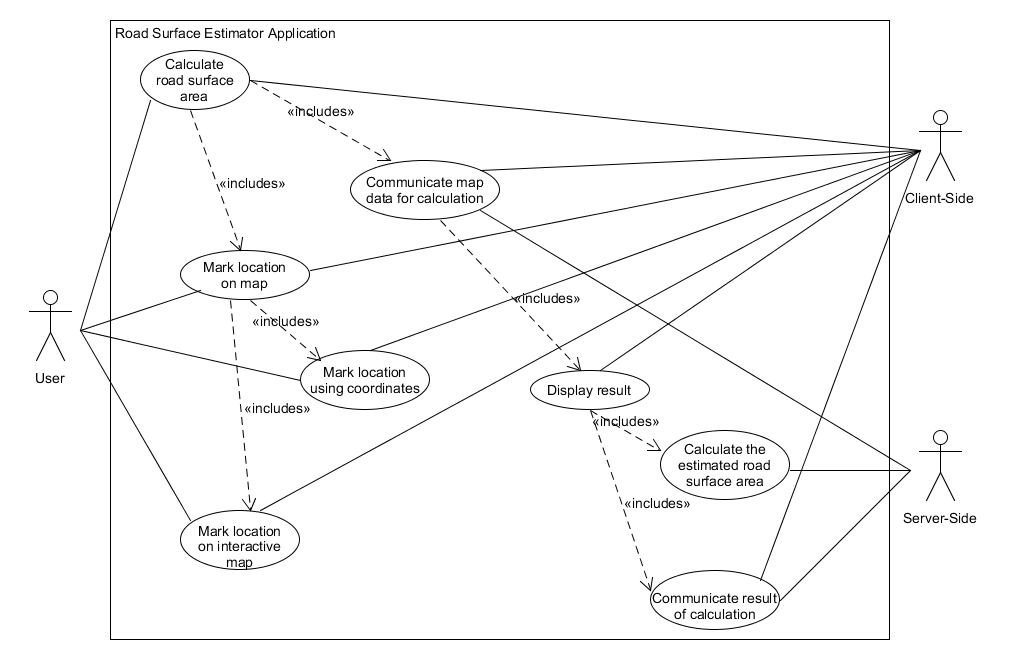 Road Surface Estimator Application
Calculate
road surface
area
«includes»
Client-Side
Communicate map
data for calculation
«includes»
Mark location
on map
«includes»
«includes»
User
Mark location
using coordinates
Display result
«includes»
«includes»
Calculate the
estimated road
surface area
«includes»
Server-Side
Mark location
on interactive
map
Communicate result
of calculation